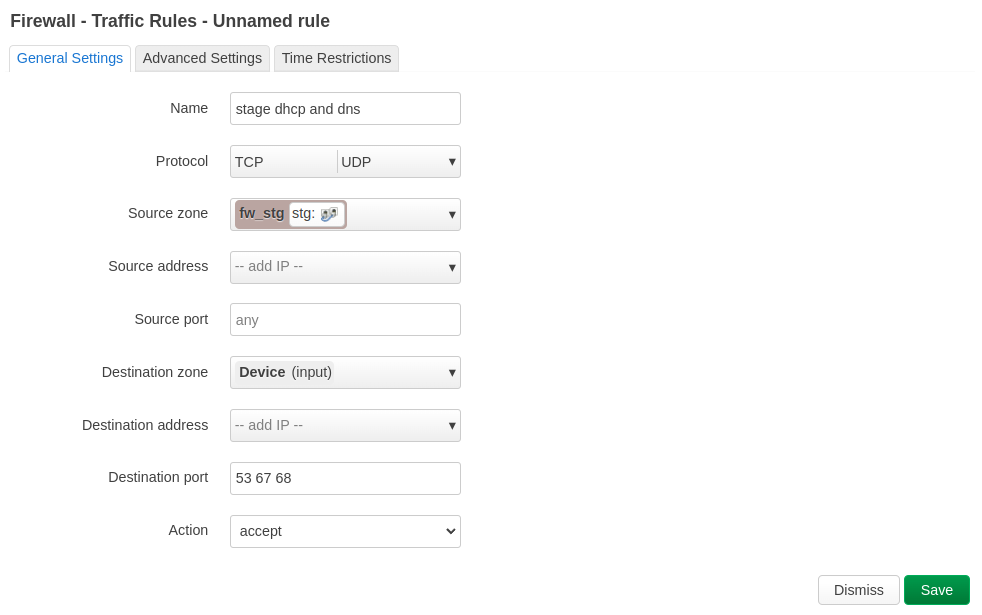 Firewall - Traffic Rules - Unnamed rule
General Settings Advanced Settings Time Restrictions
Name stage dhcp and dns
Protocol TCP UDP
Source zone fw_stg stg:
Source address -- add IP --
Source port any
Destination zone Device (input)
Destination address -- add IP --
Destination port 53 67 68
Action accept
Dismiss Save